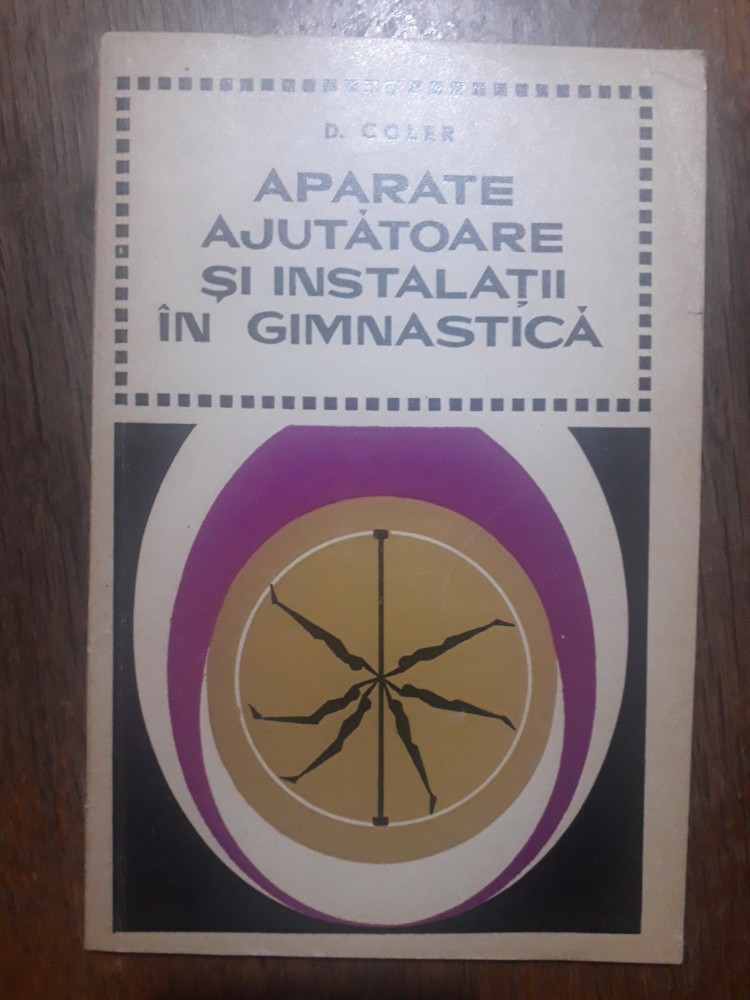 D. COLER
APARATE
AJUTĂTOARE
ȘI INSTALAȚII
ÎN GIMNASTICĂ